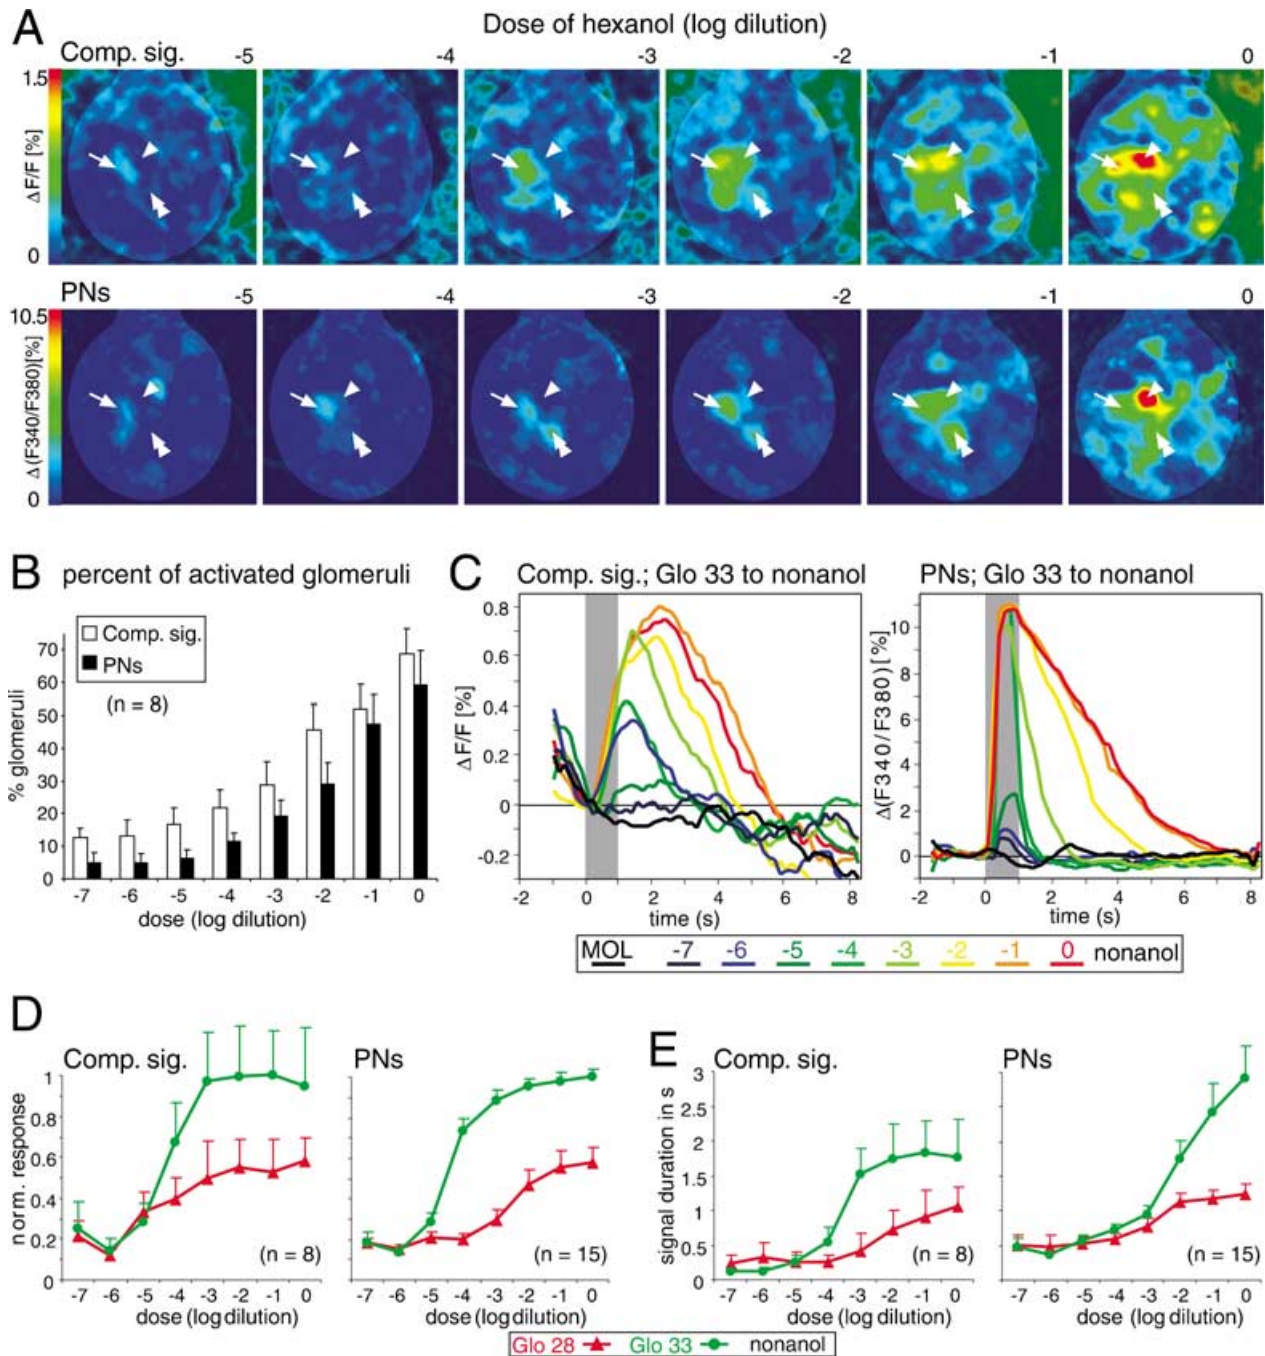 A
Dose of hexanol (log dilution)
Comp. sig.
-5 -4 -3 -2 -1 0
1.5
ΔF/F [%]
0
PNs
-5 -4 -3 -2 -1 0
10.5
Δ(F340/F380)[%]
0
B percent of activated glomeruli
Comp. sig.
PNs
(n = 8)
% glomeruli
70
60
50
40
30
20
10
0
-7 -6 -5 -4 -3 -2 -1 0
dose (log dilution)
C
Comp. sig.; Glo 33 to nonanol
ΔF/F [%]
0.8
0.6
0.4
0.2
0
-0.2
-2 0 2 4 6 8
time (s)
PNs; Glo 33 to nonanol
Δ(F340/F380) [%]
10
8
6
4
2
0
-2 0 2 4 6 8
time (s)
MOL -7 -6 -5 -4 -3 -2 -1 0 nonanol
D
Comp. sig.
norm. response
1
0.8
0.6
0.4
0.2
0
(n = 8)
-7 -6 -5 -4 -3 -2 -1 0
dose (log dilution)
PNs
(n = 15)
-7 -6 -5 -4 -3 -2 -1 0
dose (log dilution)
E
Comp. sig.
signal duration in s
3
2.5
2
1.5
1
0.5
0
(n = 8)
-7 -6 -5 -4 -3 -2 -1 0
dose (log dilution)
PNs
(n = 15)
-7 -6 -5 -4 -3 -2 -1 0
dose (log dilution)
Glo 28 Glo 33 nonanol